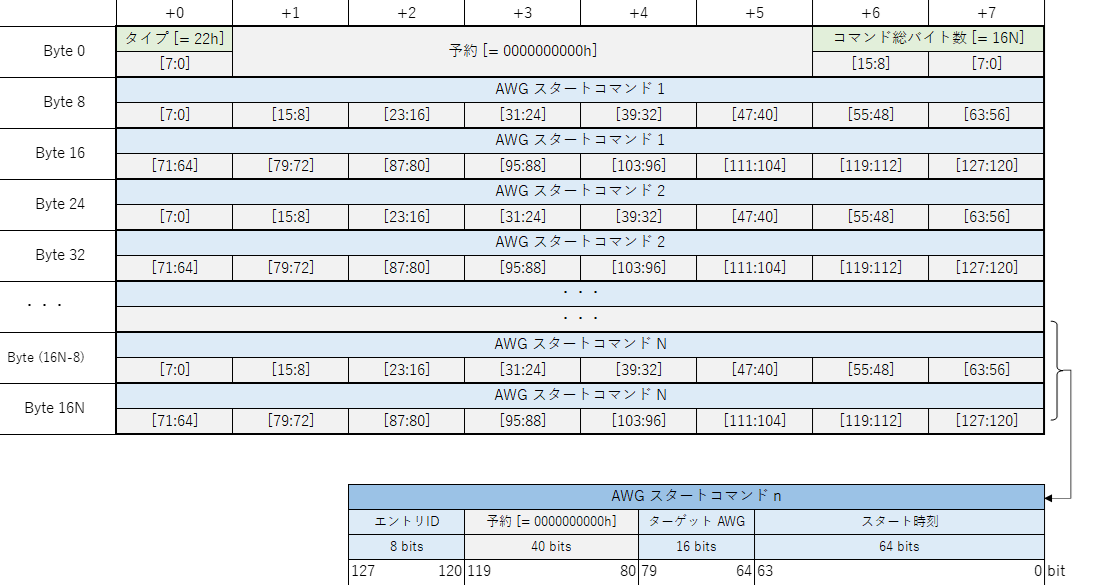 +0 +1 +2 +3 +4 +5 +6 +7
Byte 0 タイプ [= 22h] 予約 [= 0000000000h] コマンド総バイト数 [= 16N]
[7:0] [15:8] [7:0]
Byte 8 AWG スタートコマンド 1
[7:0] [15:8] [23:16] [31:24] [39:32] [47:40] [55:48] [63:56]
Byte 16 AWG スタートコマンド 1
[71:64] [79:72] [87:80] [95:88] [103:96] [111:104] [119:112] [127:120]
Byte 24 AWG スタートコマンド 2
[7:0] [15:8] [23:16] [31:24] [39:32] [47:40] [55:48] [63:56]
Byte 32 AWG スタートコマンド 2
[71:64] [79:72] [87:80] [95:88] [103:96] [111:104] [119:112] [127:120]
・・・ ・・・
・・・
Byte (16N-8) AWG スタートコマンド N
[7:0] [15:8] [23:16] [31:24] [39:32] [47:40] [55:48] [63:56]
Byte 16N AWG スタートコマンド N
[71:64] [79:72] [87:80] [95:88] [103:96] [111:104] [119:112] [127:120]
AWG スタートコマンド n
エントリID 予約 [= 0000000000h] ターゲット AWG スタート時刻
8 bits 40 bits 16 bits 64 bits
127 120 119 80 79 64 63 0 bit